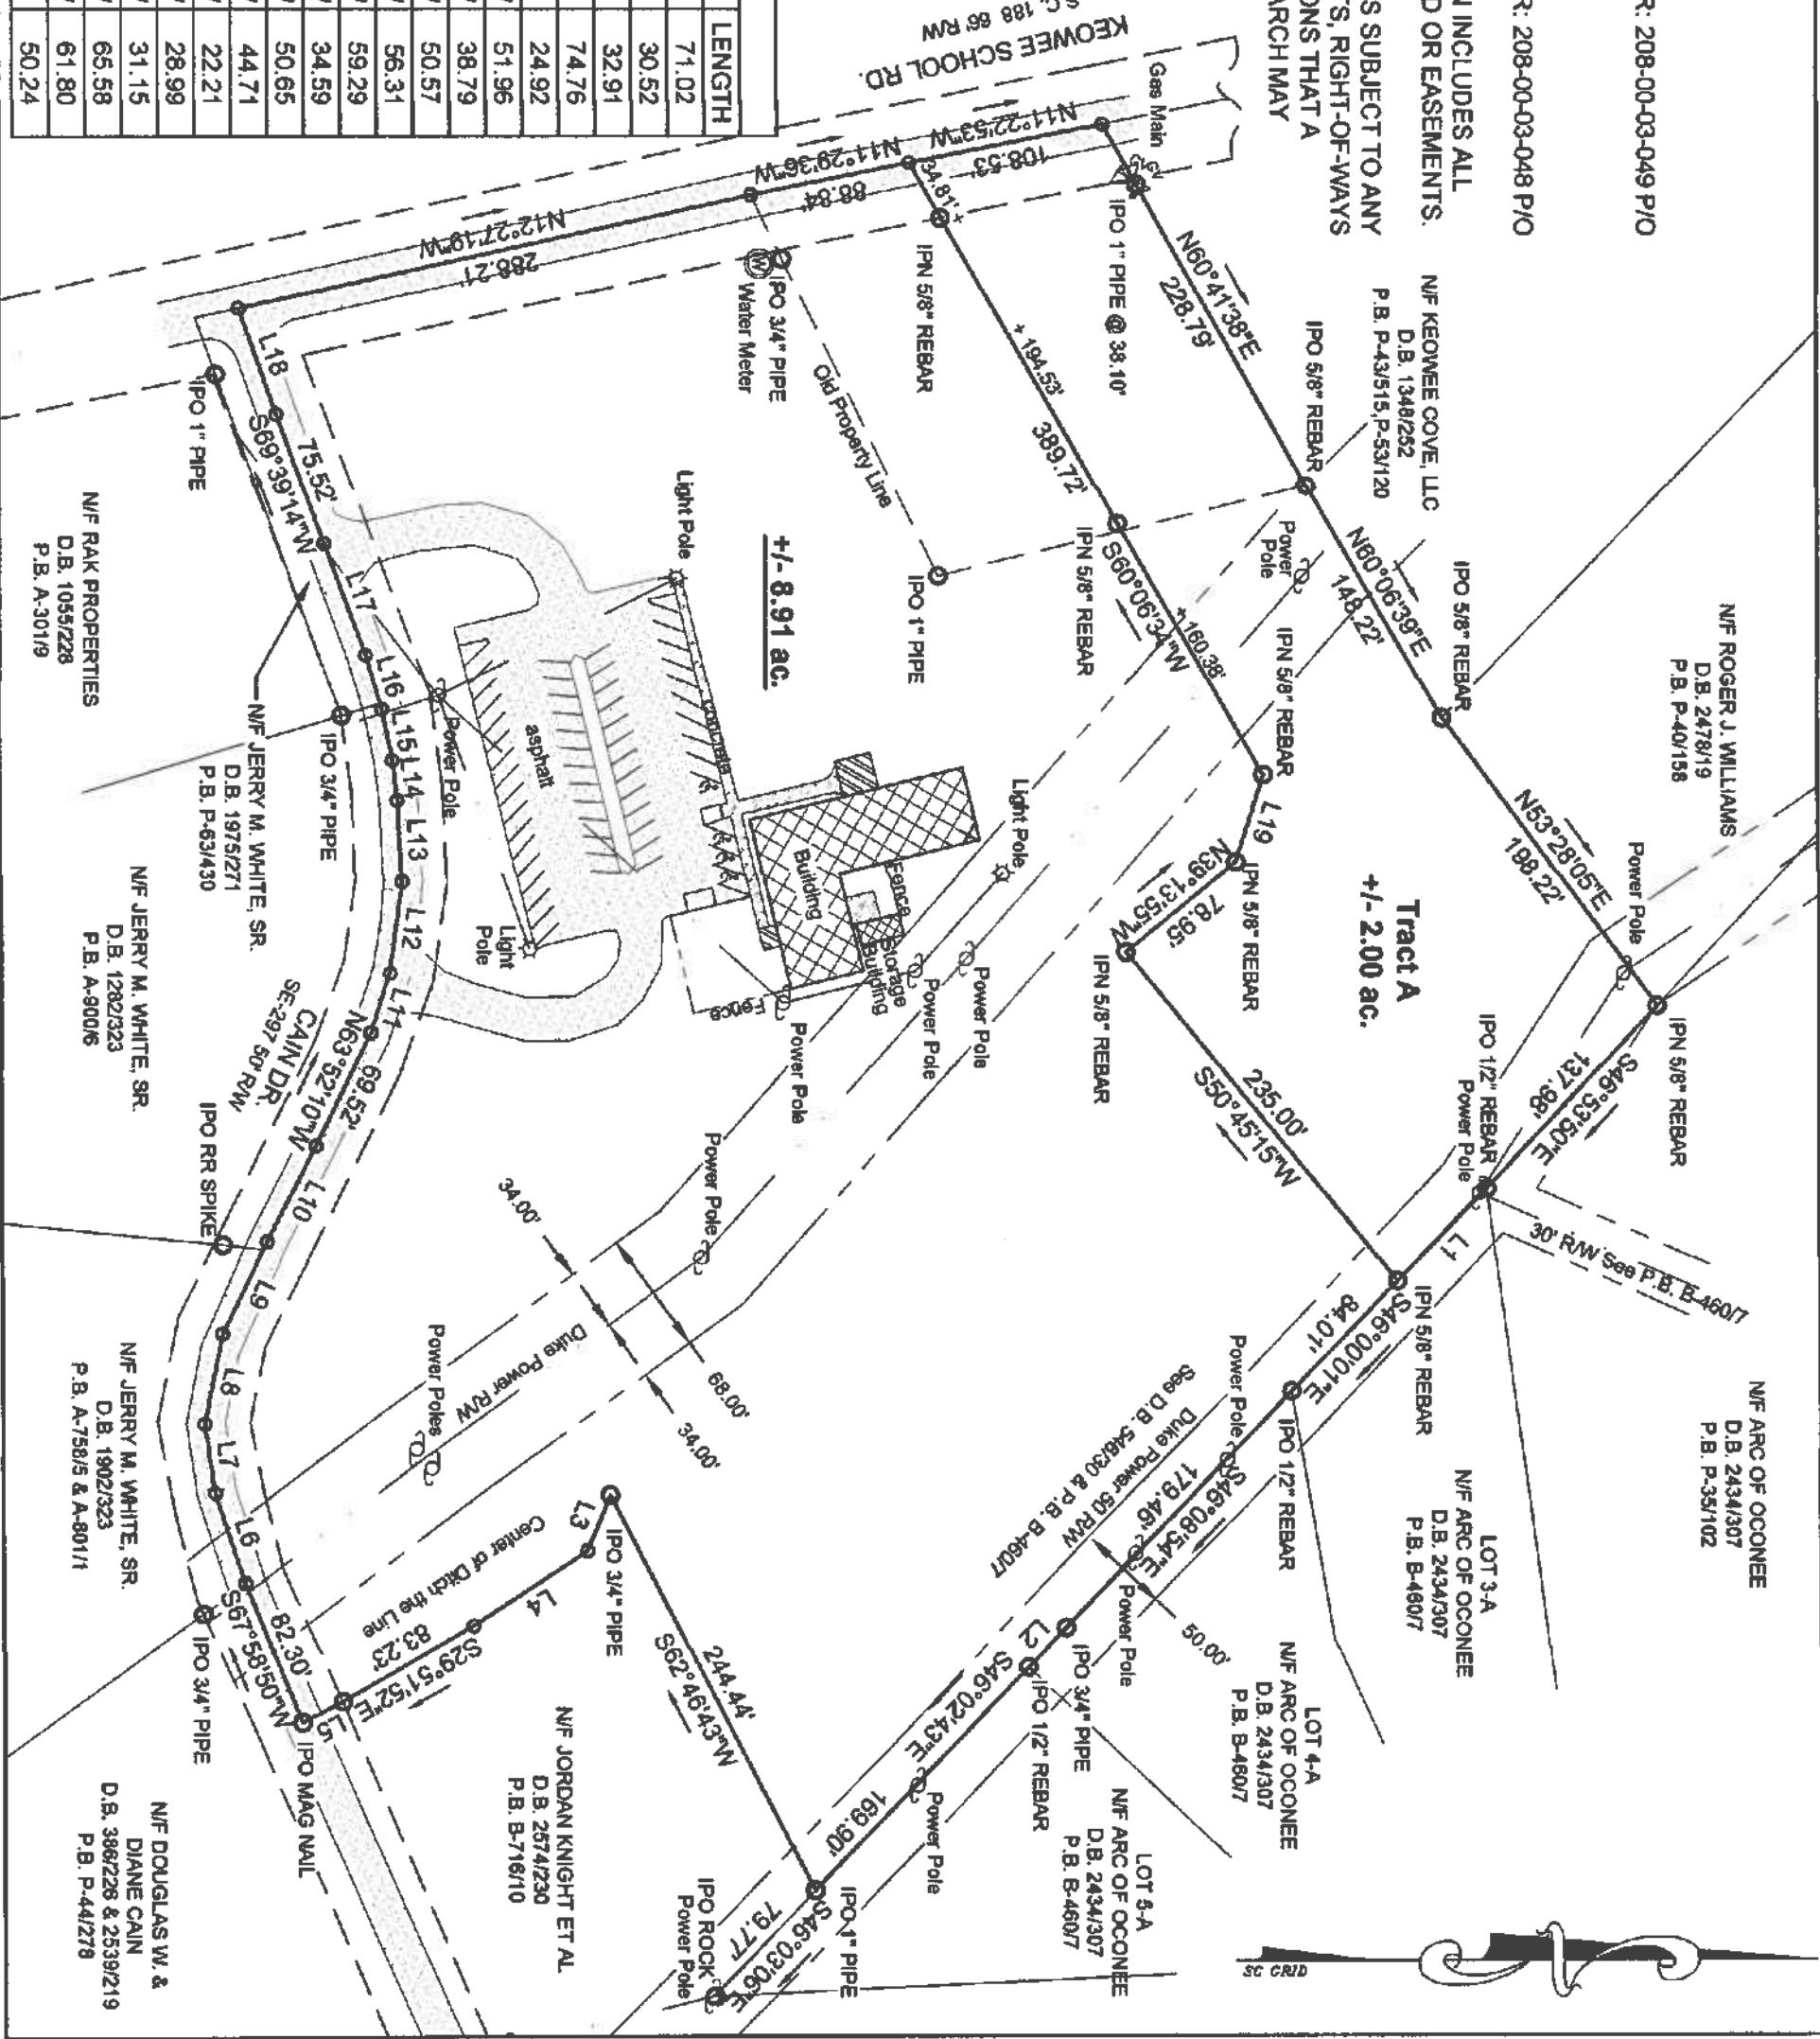 R: 208-00-03-049 P/O
R: 208-00-03-048 P/O
N INCLUDES ALL
D OR EASEMENTS.
S SUBJECT TO ANY
TS, RIGHT-OF-WAYS
ONS THAT A
ARCH MAY
N/F KEOWEE COVE, LLC
D.B. 1348/252
P.B. P-43/515,P-53/120
N/F ROGER J. WILLIAMS
D.B. 2478/19
P.B. P-40/158
N/F ARC OF OCONEE
D.B. 2434/307
P.B. P-35/102
LOT 3-A
N/F ARC OF OCONEE
D.B. 2434/307
P.B. B-460/7
LOT 4-A
N/F ARC OF OCONEE
D.B. 2434/307
P.B. B-460/7
LOT 5-A
N/F ARC OF OCONEE
D.B. 2434/307
P.B. B-460/7
SC GRID
KEOWEE SCHOOL RD.
S.C. 188 66' R/W
Gas Main
GV
N11°22'53"W
108.53'
N11°29'36"W
88.84'
N12°27'19"W
288.21'
34.81'
IPN 5/8" REBAR
IPO 1" PIPE @ 38.10'
N60°41'38"E
228.79'
IPO 5/8" REBAR
N60°06'39"E
148.22'
IPO 5/8" REBAR
N53°28'05"E
198.22'
Power Pole
IPN 5/8" REBAR
S46°53'50"E
137.98'
IPO 1/2" REBAR
Power Pole
30' R/W See P.B. B-460/7
L1
IPN 5/8" REBAR
S46°00'01"E
84.01'
IPO 1/2" REBAR
Power Pole
S46°08'54"E
179.46'
Power Pole
50.00'
Duke Power 50 R/W
See D.B. 546/30 & P.B. B-460/7
IPO 3/4" PIPE
L2
IPO 1/2" REBAR
S46°02'43"E
169.90'
Power Pole
IPO 1" PIPE
S46°03'06"E
79.77'
IPO ROCK
Power Pole
Tract A
+/- 2.00 ac.
194.53'
389.72'
IPN 5/8" REBAR
S60°06'34"W
160.38'
IPN 5/8" REBAR
L19
IPN 5/8" REBAR
N39°13'55"W
78.95'
IPN 5/8" REBAR
235.00'
S50°45'15"W
Power
Pole
IPO 3/4" PIPE
Water Meter
W
Old Property Line
IPO 1" PIPE
+/- 8.91 ac.
Light Pole
concrete
asphalt
Building
Fence
Storage
Building
Fence
Light Pole
Light
Pole
Power Pole
Power Pole
Power Pole
Power Pole
Power Pole
34.00'
68.00'
34.00'
Duke Power R/W
Power Poles
IPO 3/4" PIPE
244.44'
S62°46'43"W
L3
L4
Center of Ditch the Line
83.23'
S29°51'52"E
L5
IPO MAG NAIL
82.30'
S67°58'50"W
L6
L7
L8
L9
L10
69.52'
N63°52'10"W
L11
L12
L13
L14
L15
L16
L17
75.52'
S69°39'14"W
L18
IPO 1" PIPE
IPO 3/4" PIPE
CAIN DR.
SE-297 50' R/W
IPO RR SPIKE
IPO 3/4" PIPE
N/F RAK PROPERTIES
D.B. 1055/228
P.B. A-301/9
N/F JERRY M. WHITE, SR.
D.B. 1975/271
P.B. P-63/430
N/F JERRY M. WHITE, SR.
D.B. 1282/323
P.B. A-900/6
N/F JERRY M. WHITE, SR.
D.B. 1902/323
P.B. A-758/5 & A-801/1
N/F JORDAN KNIGHT ET AL
D.B. 2574/230
P.B. B-716/10
N/F DOUGLAS W. &
DIANE CAIN
D.B. 386/226 & 2539/219
P.B. P-44/278
LENGTH
71.02
30.52
32.91
74.76
24.92
51.96
38.79
50.57
56.31
59.29
34.59
50.65
44.71
22.21
28.99
31.15
65.58
61.80
50.24